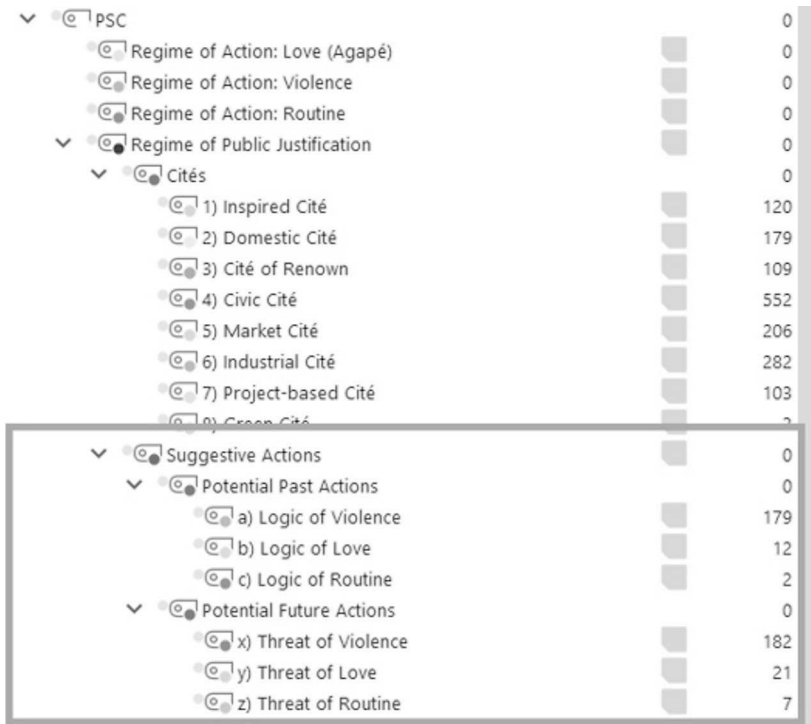 PSC 0
Regime of Action: Love (Agapé) 0
Regime of Action: Violence 0
Regime of Action: Routine 0
Regime of Public Justification 0
Cités 0
1) Inspired Cité 120
2) Domestic Cité 179
3) Cité of Renown 109
4) Civic Cité 552
5) Market Cité 206
6) Industrial Cité 282
7) Project-based Cité 103
8) Green Cité 2
Suggestive Actions 0
Potential Past Actions 0
a) Logic of Violence 179
b) Logic of Love 12
c) Logic of Routine 2
Potential Future Actions 0
x) Threat of Violence 182
y) Threat of Love 21
z) Threat of Routine 7